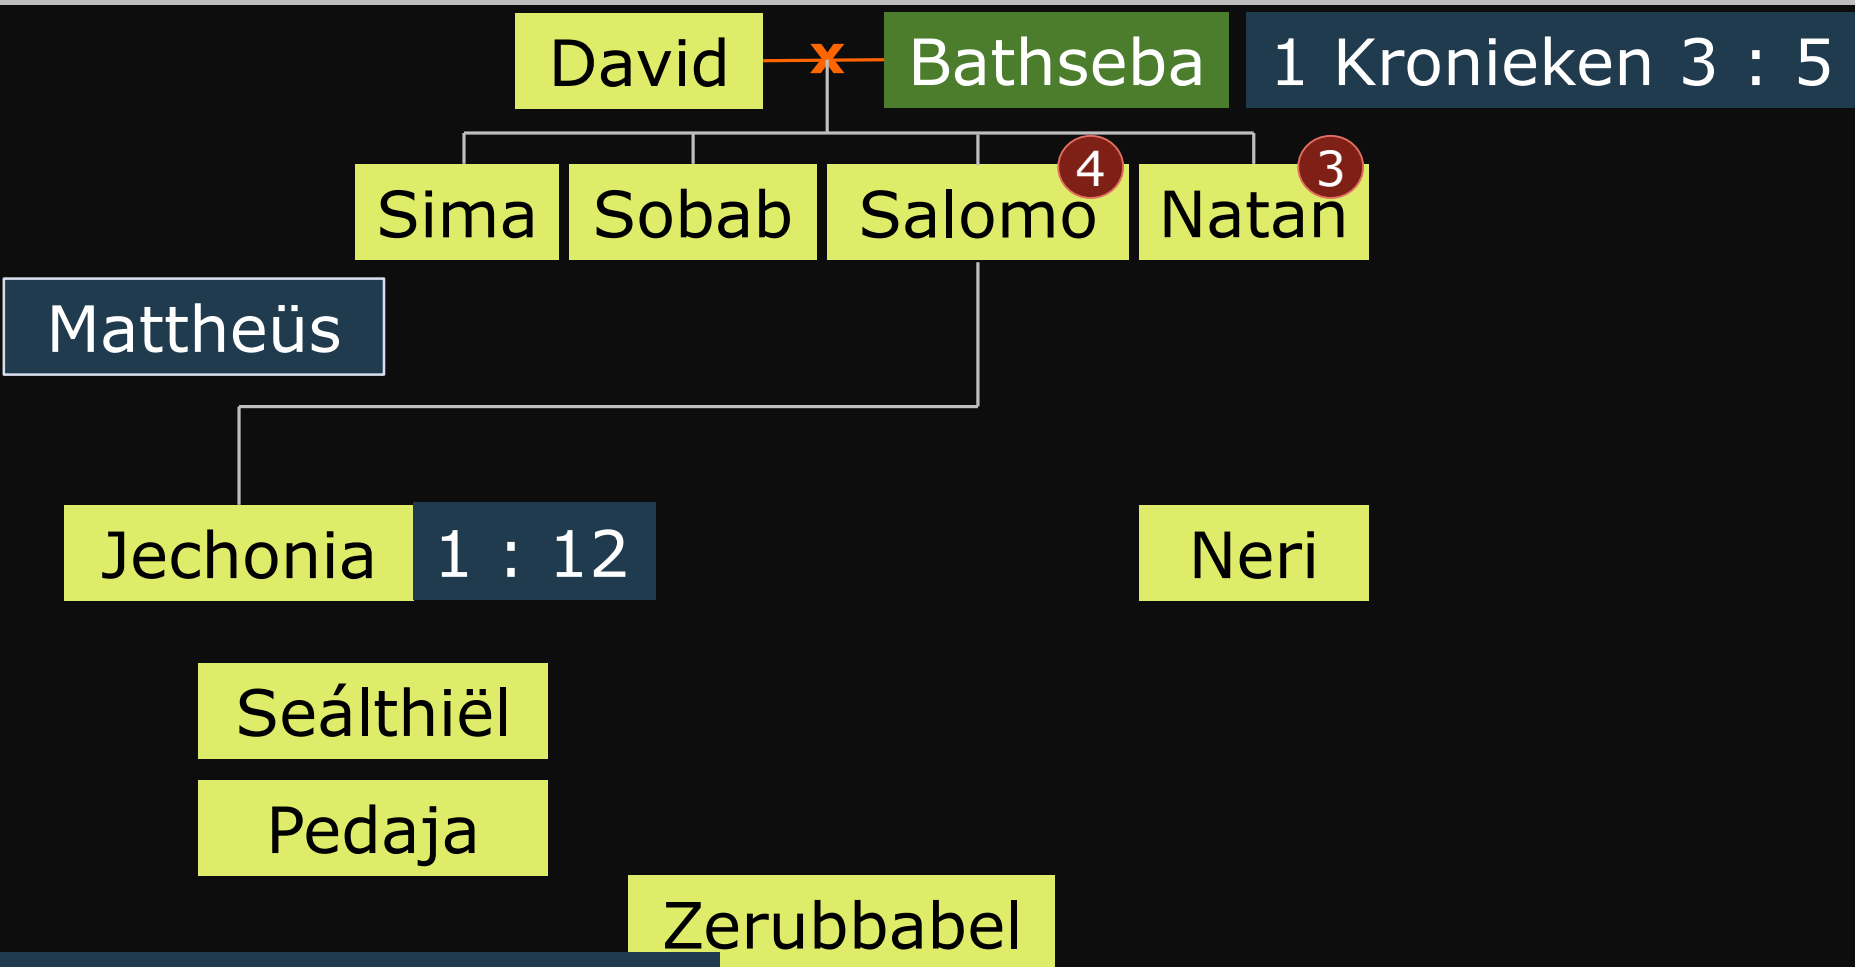 David x Bathseba 1 Kronieken 3 : 5
4 3
Sima Sobab Salomo Natan
Mattheüs
Jechonia 1 : 12 Neri
Seálthiël
Pedaja
Zerubbabel